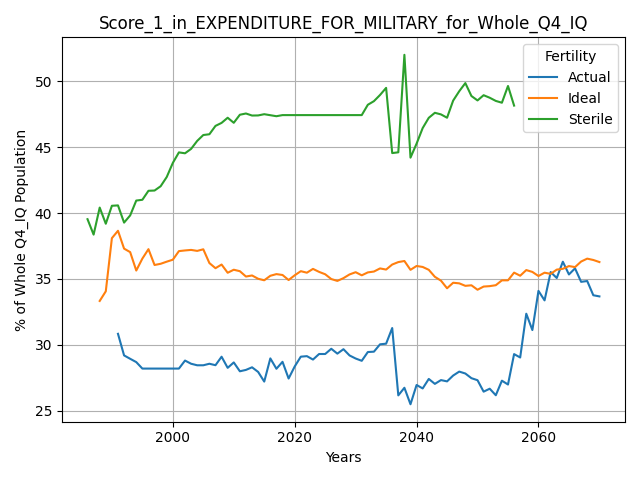 Score_1_in_EXPENDITURE_FOR_MILITARY_for_Whole_Q4_IQ
Fertility
Actual
Ideal
Sterile
% of Whole Q4_IQ Population
50
45
40
35
30
25
2000
2020
2040
2060
Years